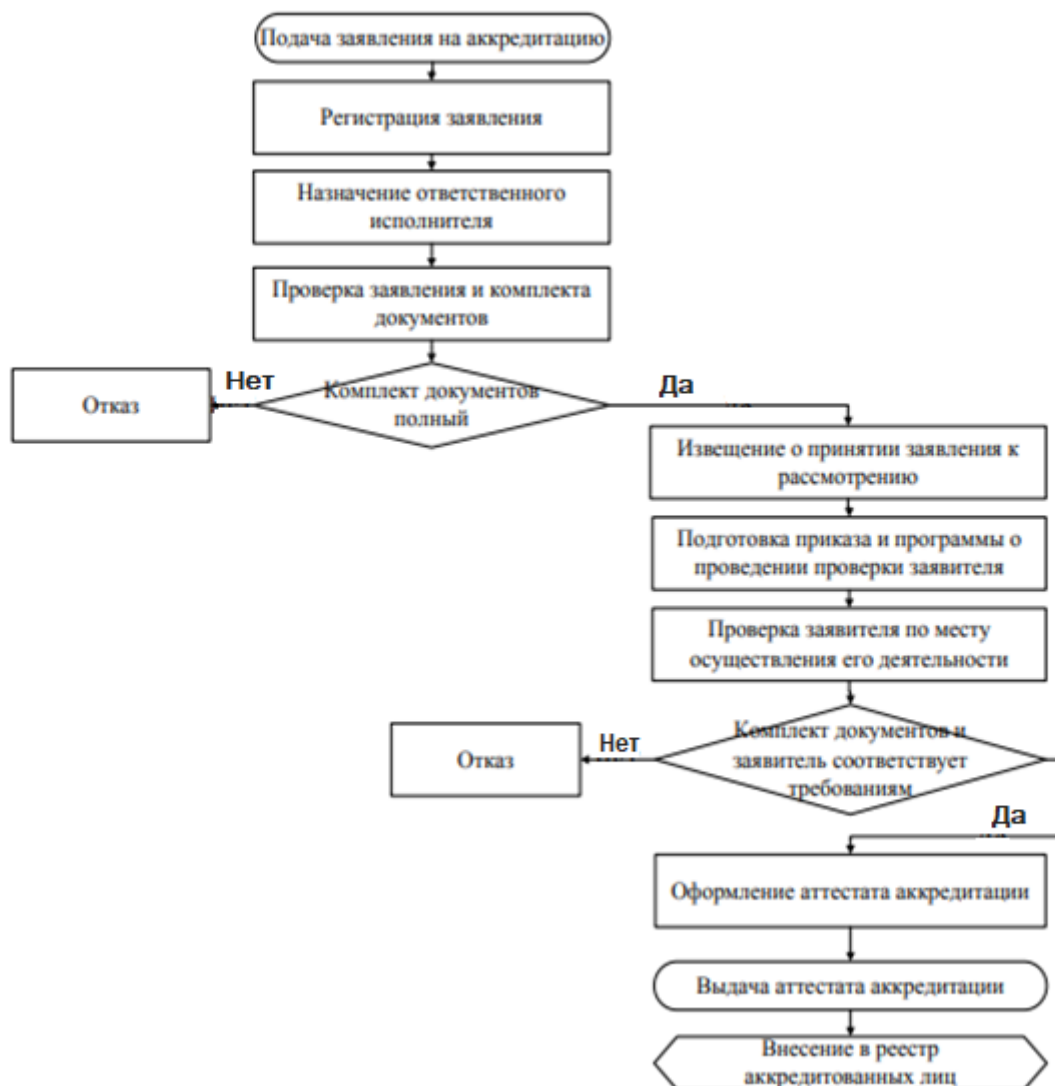 Подача заявления на аккредитацию
Регистрация заявления
Назначение ответственного
исполнителя
Проверка заявления и комплекта
документов
Отказ
Нет
Комплект документов
полный
Да
Извещение о принятии заявления к
рассмотрению
Подготовка приказа и программы о
проведении проверки заявителя
Проверка заявителя по месту
осуществления его деятельности
Отказ
Нет
Комплект документов и
заявитель соответствует
требованиям
Да
Оформление аттестата аккредитации
Выдача аттестата аккредитации
Внесение в реестр
аккредитованных лиц